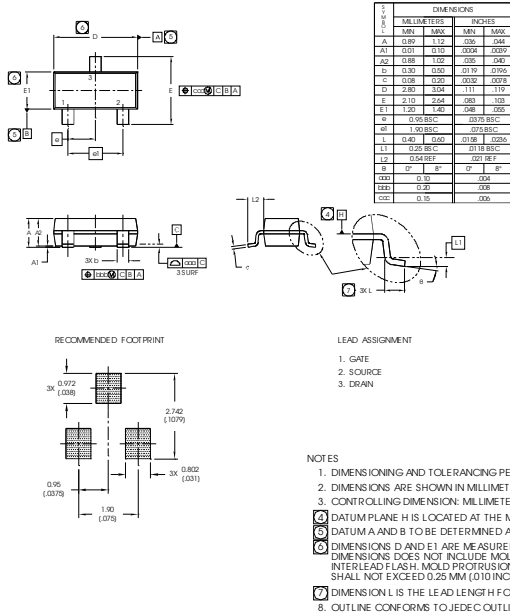 6
D
A 5
3
6
E1
E
⌖ ccc Ⓜ C B A
1
2
5 B
e
e1
SYMBOL
DIMENSIONS
MILLIMETERS INCHES
MIN MAX MIN MAX
A 0.89 1.12 .036 .044
A1 0.01 0.10 .0004 .0039
A2 0.88 1.02 .035 .040
b 0.30 0.50 .0119 .0196
c 0.08 0.20 .0032 .0078
D 2.80 3.04 .111 .119
E 2.10 2.64 .083 .103
E1 1.20 1.40 .048 .055
e 0.95 BSC .0375 BSC
e1 1.90 BSC .075 BSC
L 0.40 0.60 .0158 .0236
L1 0.25 BSC .0118 BSC
L2 0.54 REF .021 REF
θ 0° 8° 0° 8°
aaa 0.10 .004
bbb 0.20 .008
ccc 0.15 .006
A A2
A1
3X b
⌖ bbb Ⓜ C B A
C
aaa C
3 SURF
L2
c
4 H
L1
θ
7 3X L
RECOMMENDED FOOTPRINT
3X 0.972
(.038)
2.742
(.1079)
3X 0.802
(.031)
0.95
(.0375)
1.90
(.075)
LEAD ASSIGNMENT
1. GATE
2. SOURCE
3. DRAIN
NOTES
1. DIMENSIONING AND TOLERANCING PE
2. DIMENSIONS ARE SHOWN IN MILLIMET
3. CONTROLLING DIMENSION: MILLIMETE
4 DATUM PLANE H IS LOCATED AT THE M
5 DATUM A AND B TO BE DETERMINED A
6 DIMENSIONS D AND E1 ARE MEASURE
DIMENSIONS DOES NOT INCLUDE MOL
INTERLEAD FLASH. MOLD PROTRUSION
SHALL NOT EXCEED 0.25 MM (.010 INC
7 DIMENSION L IS THE LEAD LENGTH FO
8. OUTLINE CONFORMS TO JEDEC OUTLI